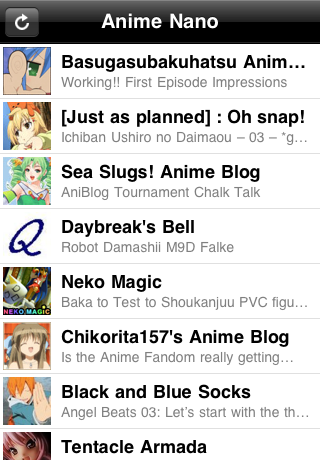 Anime Nano
Basugasubakuhatsu Anim…
Working!! First Episode Impressions
[Just as planned] : Oh snap!
Ichiban Ushiro no Daimaou – 03 – *g…
Sea Slugs! Anime Blog
AniBlog Tournament Chalk Talk
Q
Daybreak's Bell
Robot Damashii M9D Falke
NEKO MAGIC
Neko Magic
Baka to Test to Shoukanjuu PVC figu…
Chikorita157's Anime Blog
Is the Anime Fandom really getting…
Black and Blue Socks
Angel Beats 03: Let’s start with the th…
Tentacle Armada